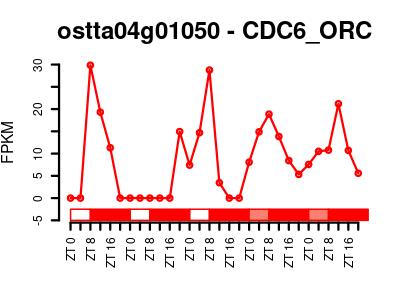 ostta04g01050 - CDC6_ORC
FPKM
30
20
10
5
0
-5
ZT 0
ZT 8
ZT 16
ZT 0
ZT 8
ZT 16
ZT 0
ZT 8
ZT 16
ZT 0
ZT 8
ZT 16
ZT 0
ZT 8
ZT 16